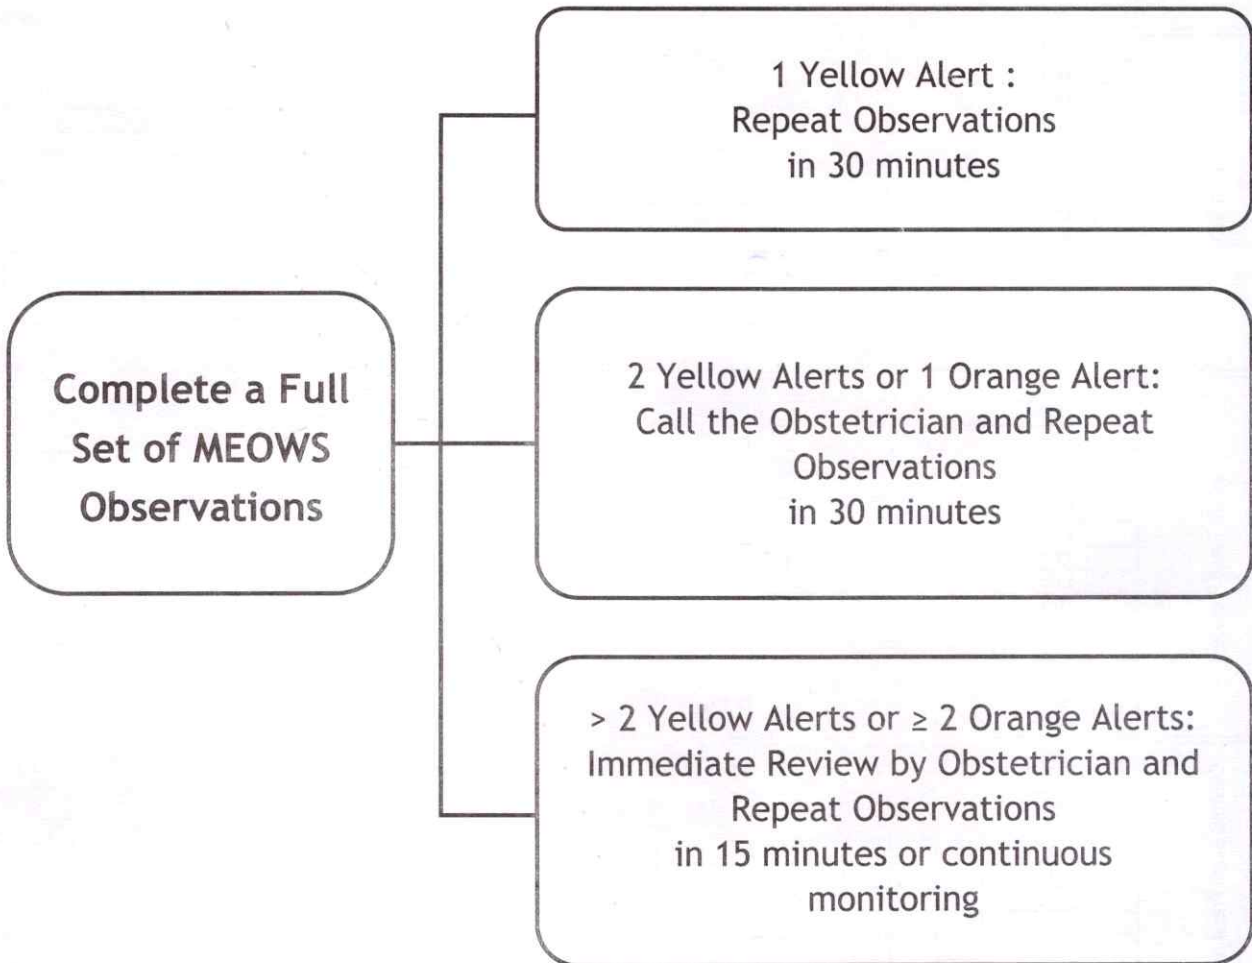 Complete a Full
Set of MEOWS
Observations
1 Yellow Alert :
Repeat Observations
in 30 minutes
2 Yellow Alerts or 1 Orange Alert:
Call the Obstetrician and Repeat
Observations
in 30 minutes
> 2 Yellow Alerts or ≥ 2 Orange Alerts:
Immediate Review by Obstetrician and
Repeat Observations
in 15 minutes or continuous
monitoring